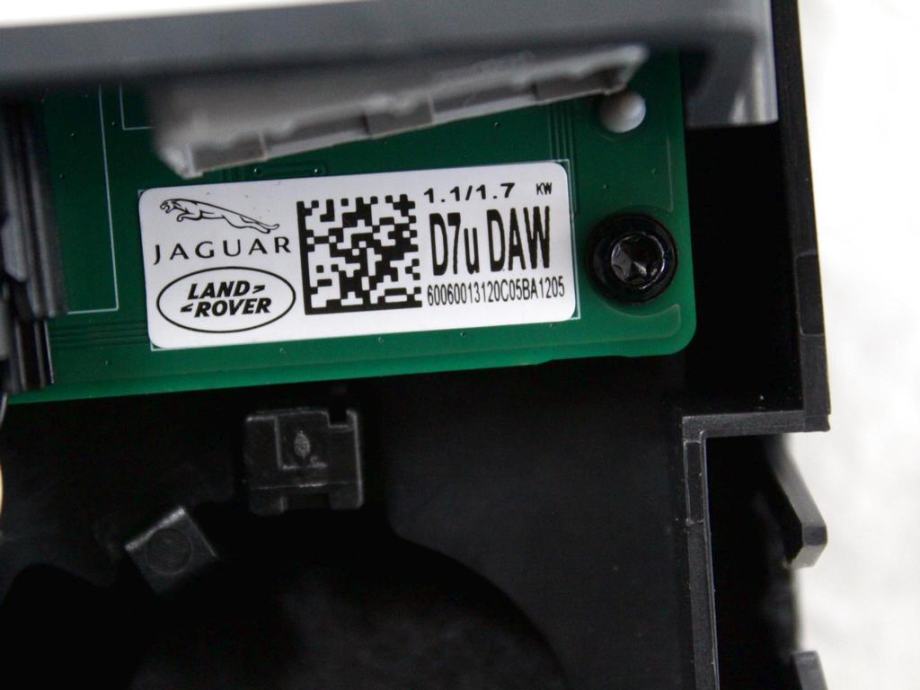 JAGUAR
LAND-
-ROVER
1.1/1.7 KW
D7u DAW
60060013120C05BA1205